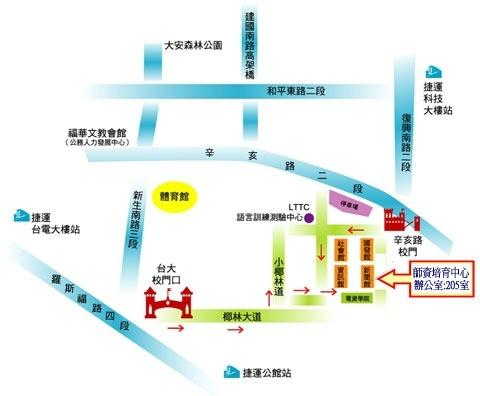 建國南路高架橋
大安森林公園
和平東路二段
捷運
科技
大樓站
復興南路二段
福華文教會館
（公務人力發展中心）
辛亥路二段
新生南路三段
體育館
LTTC
語言訓練測驗中心
停車場
捷運
台電大樓站
辛亥路
校門
社會館
國發館
資訊館
新聞館
師資培育中心
辦公室:205室
小椰林道
電資學院
台大
校門口
羅斯福路四段
椰林大道
捷運公館站